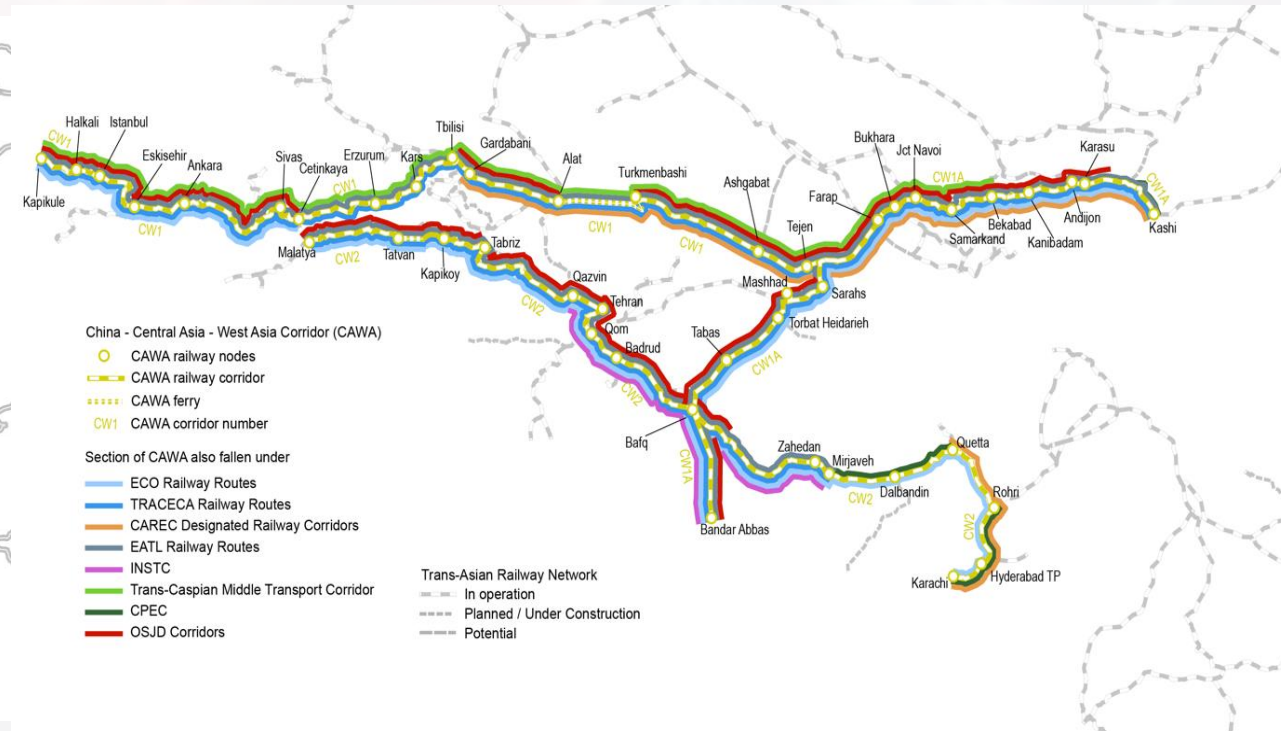 Tbilisi
Halkali
Istanbul
CW1
Eskisehir
Ankara
Sivas
Cetinkaya
Erzurum
Kars
Gardabani
Alat
Turkmenbashi
Ashgabat
Tejen
Farap
Bukhara
Jct Navoi
CW1A
Karasu
CW1A
Kapikule
CW1
CW1
CW1
CW1
Samarkand
Bekabad
Kanibadam
Andijon
Kashi
Malatya
CW2
Tatvan
Kapikoy
Tabriz
CW2
Qazvin
Tehran
Qom
Badrud
CW2
Mashhad
Sarahs
Torbat Heidarieh
Tabas
CW1A
Bafq
CW1A
Bandar Abbas
Zahedan
Mirjaveh
CW2
Dalbandin
Quetta
Rohri
CW2
Hyderabad TP
Karachi
China - Central Asia - West Asia Corridor (CAWA)
CAWA railway nodes
CAWA railway corridor
CAWA ferry
CW1 CAWA corridor number
Section of CAWA also fallen under
ECO Railway Routes
TRACECA Railway Routes
CAREC Designated Railway Corridors
EATL Railway Routes
INSTC
Trans-Caspian Middle Transport Corridor
CPEC
OSJD Corridors
Trans-Asian Railway Network
In operation
Planned / Under Construction
Potential